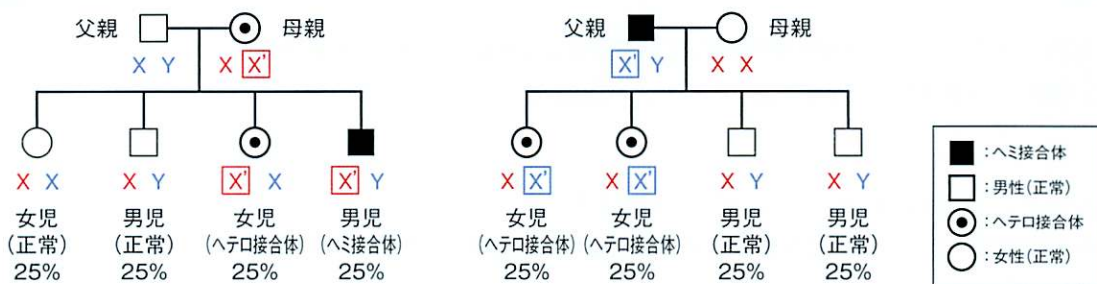 父親 母親
X Y X X'
X X X Y X' X X' Y
女児 男児 女児 男児
(正常) (正常) (ヘテロ接合体) (ヘミ接合体)
25% 25% 25% 25%
父親 母親
X' Y X X
X X' X X' X Y X Y
女児 女児 男児 男児
(ヘテロ接合体) (ヘテロ接合体) (正常) (正常)
25% 25% 25% 25%
:ヘミ接合体
:男性(正常)
:ヘテロ接合体
:女性(正常)